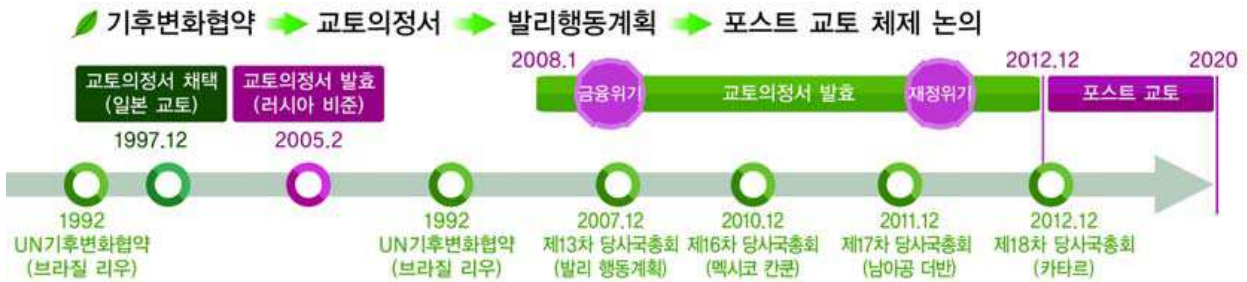 기후변화협약 교토의정서 발리행동계획 포스트 교토 체제 논의
2008.1 2012.12 2020
교토의정서 채택
(일본 교토)
교토의정서 발효
(러시아 비준)
금융위기 교토의정서 발효 재정위기 포스트 교토
1997.12 2005.2
1992
UN기후변화협약
(브라질 리우)
1992
UN기후변화협약
(브라질 리우)
2007.12
제13차 당사국총회
(발리 행동계획)
2010.12
제16차 당사국총회
(멕시코 칸쿤)
2011.12
제17차 당사국총회
(남아공 더반)
2012.12
제18차 당사국총회
(카타르)